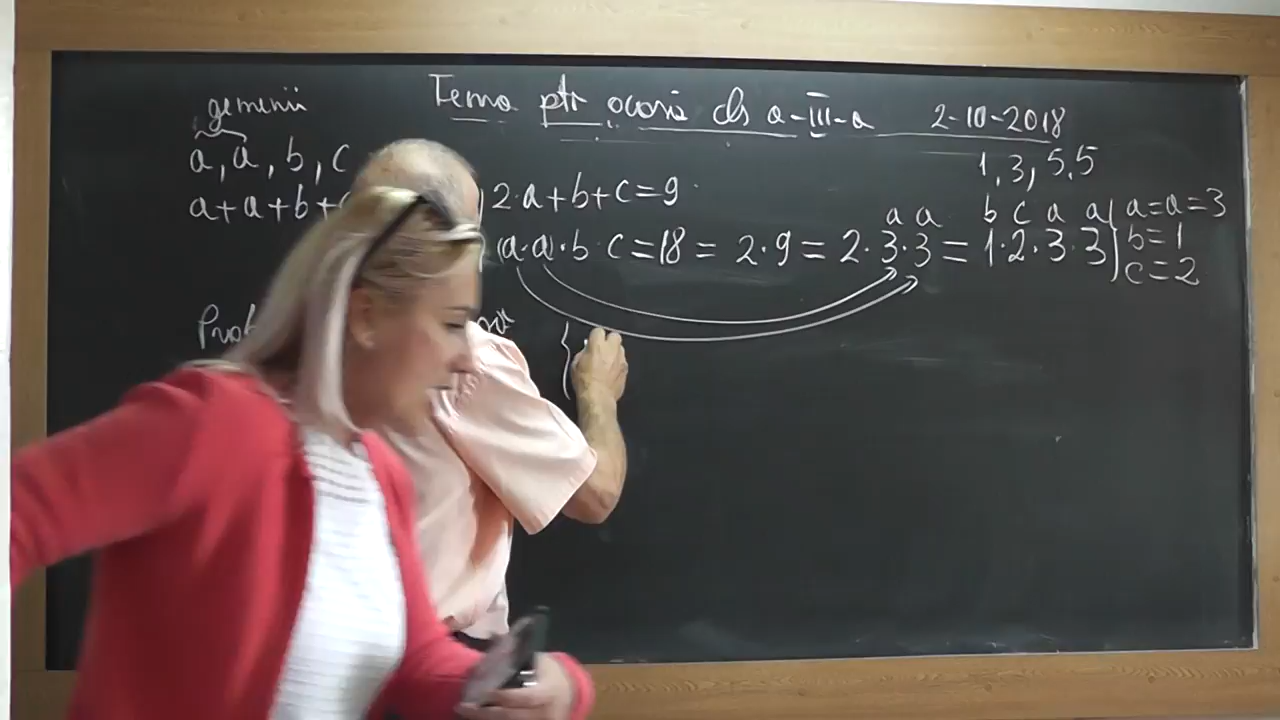 gemenii
Tema ptr ocara cls a-III-a 2-10-2018
1, 3, 5, 5
a, a, b, c
a+a+b+ 2·a+b+c=9
a a b c a a
(a·a)·b·c=18=2·9=2·3·3=1·2·3·3
a=a=3
b=1
c=2